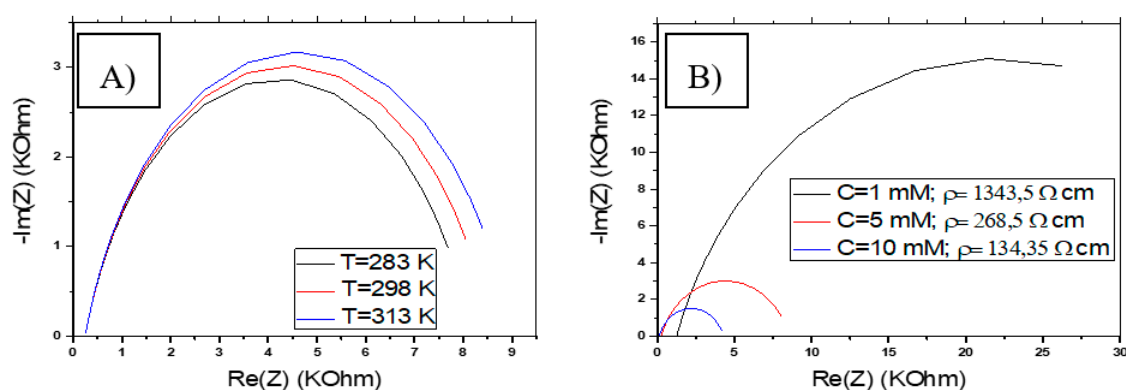 A)
3
2
1
0
-Im(Z) (KOhm)
0 1 2 3 4 5 6 7 8 9
Re(Z) (KOhm)
T=283 K
T=298 K
T=313 K
B)
16
14
12
10
8
6
4
2
0
-Im(Z) (KOhm)
0 5 10 15 20 25 30
Re(Z) (KOhm)
C=1 mM; ρ= 1343,5 Ω cm
C=5 mM; ρ= 268,5 Ω cm
C=10 mM; ρ= 134,35 Ω cm